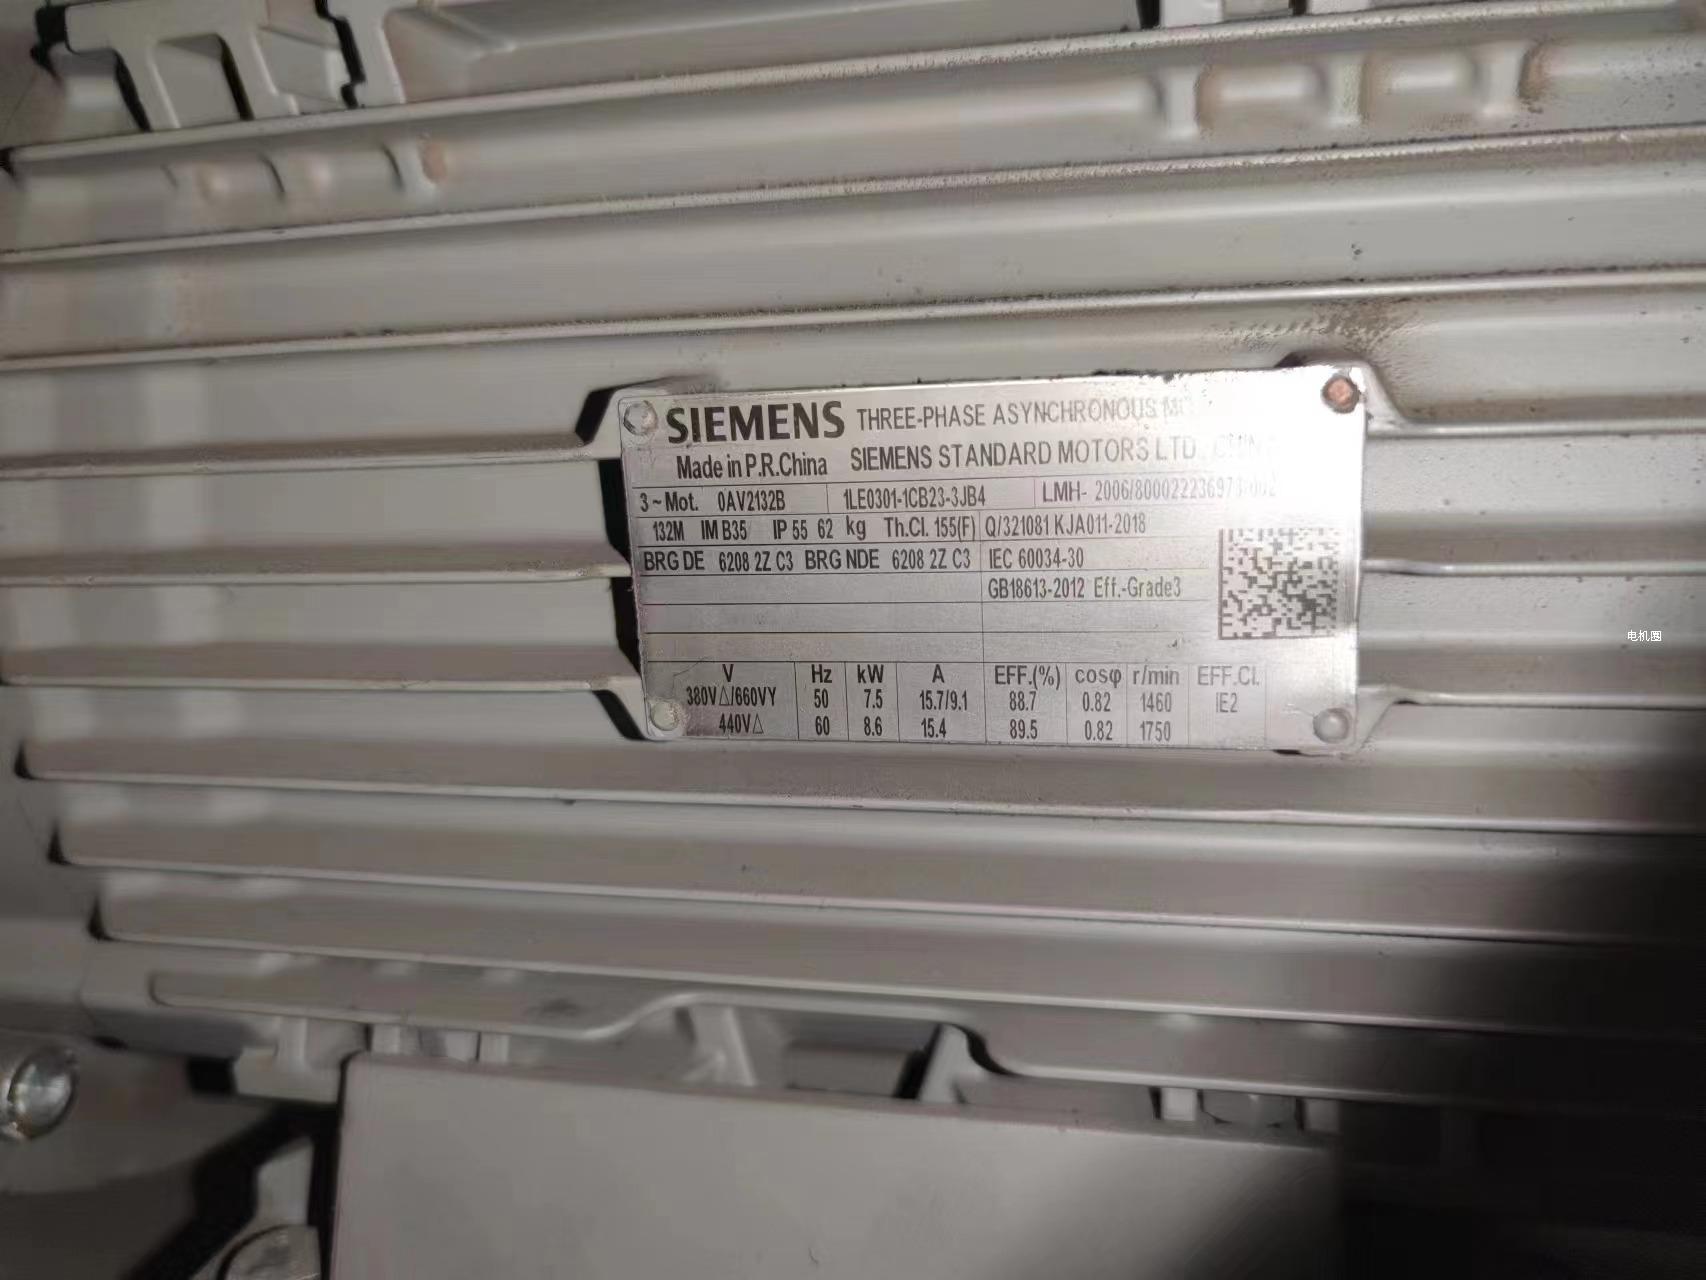 SIEMENS THREE-PHASE ASYNCHRONOUS
Made in P.R.China SIEMENS STANDARD MOTORS LTD.
3~Mot. 0AV2132B 1LE0301-1CB23-3JB4 LMH-
132M IM B35 IP 55 62 kg Th.Cl. 155(F) Q/321081 KJA011-2018
BRG DE 6208 2Z C3 BRG NDE 6208 2Z C3 IEC 60034-30
GB18613-2012 Eff.-Grade3
V Hz kW A EFF.(%) cosφ r/min EFF.CL
380V△/660VY 50 7.5 15.7/9.1 88.7 0.82 1460 IE2
440V△ 60 8.6 15.4 89.5 0.82 1750
电机圈